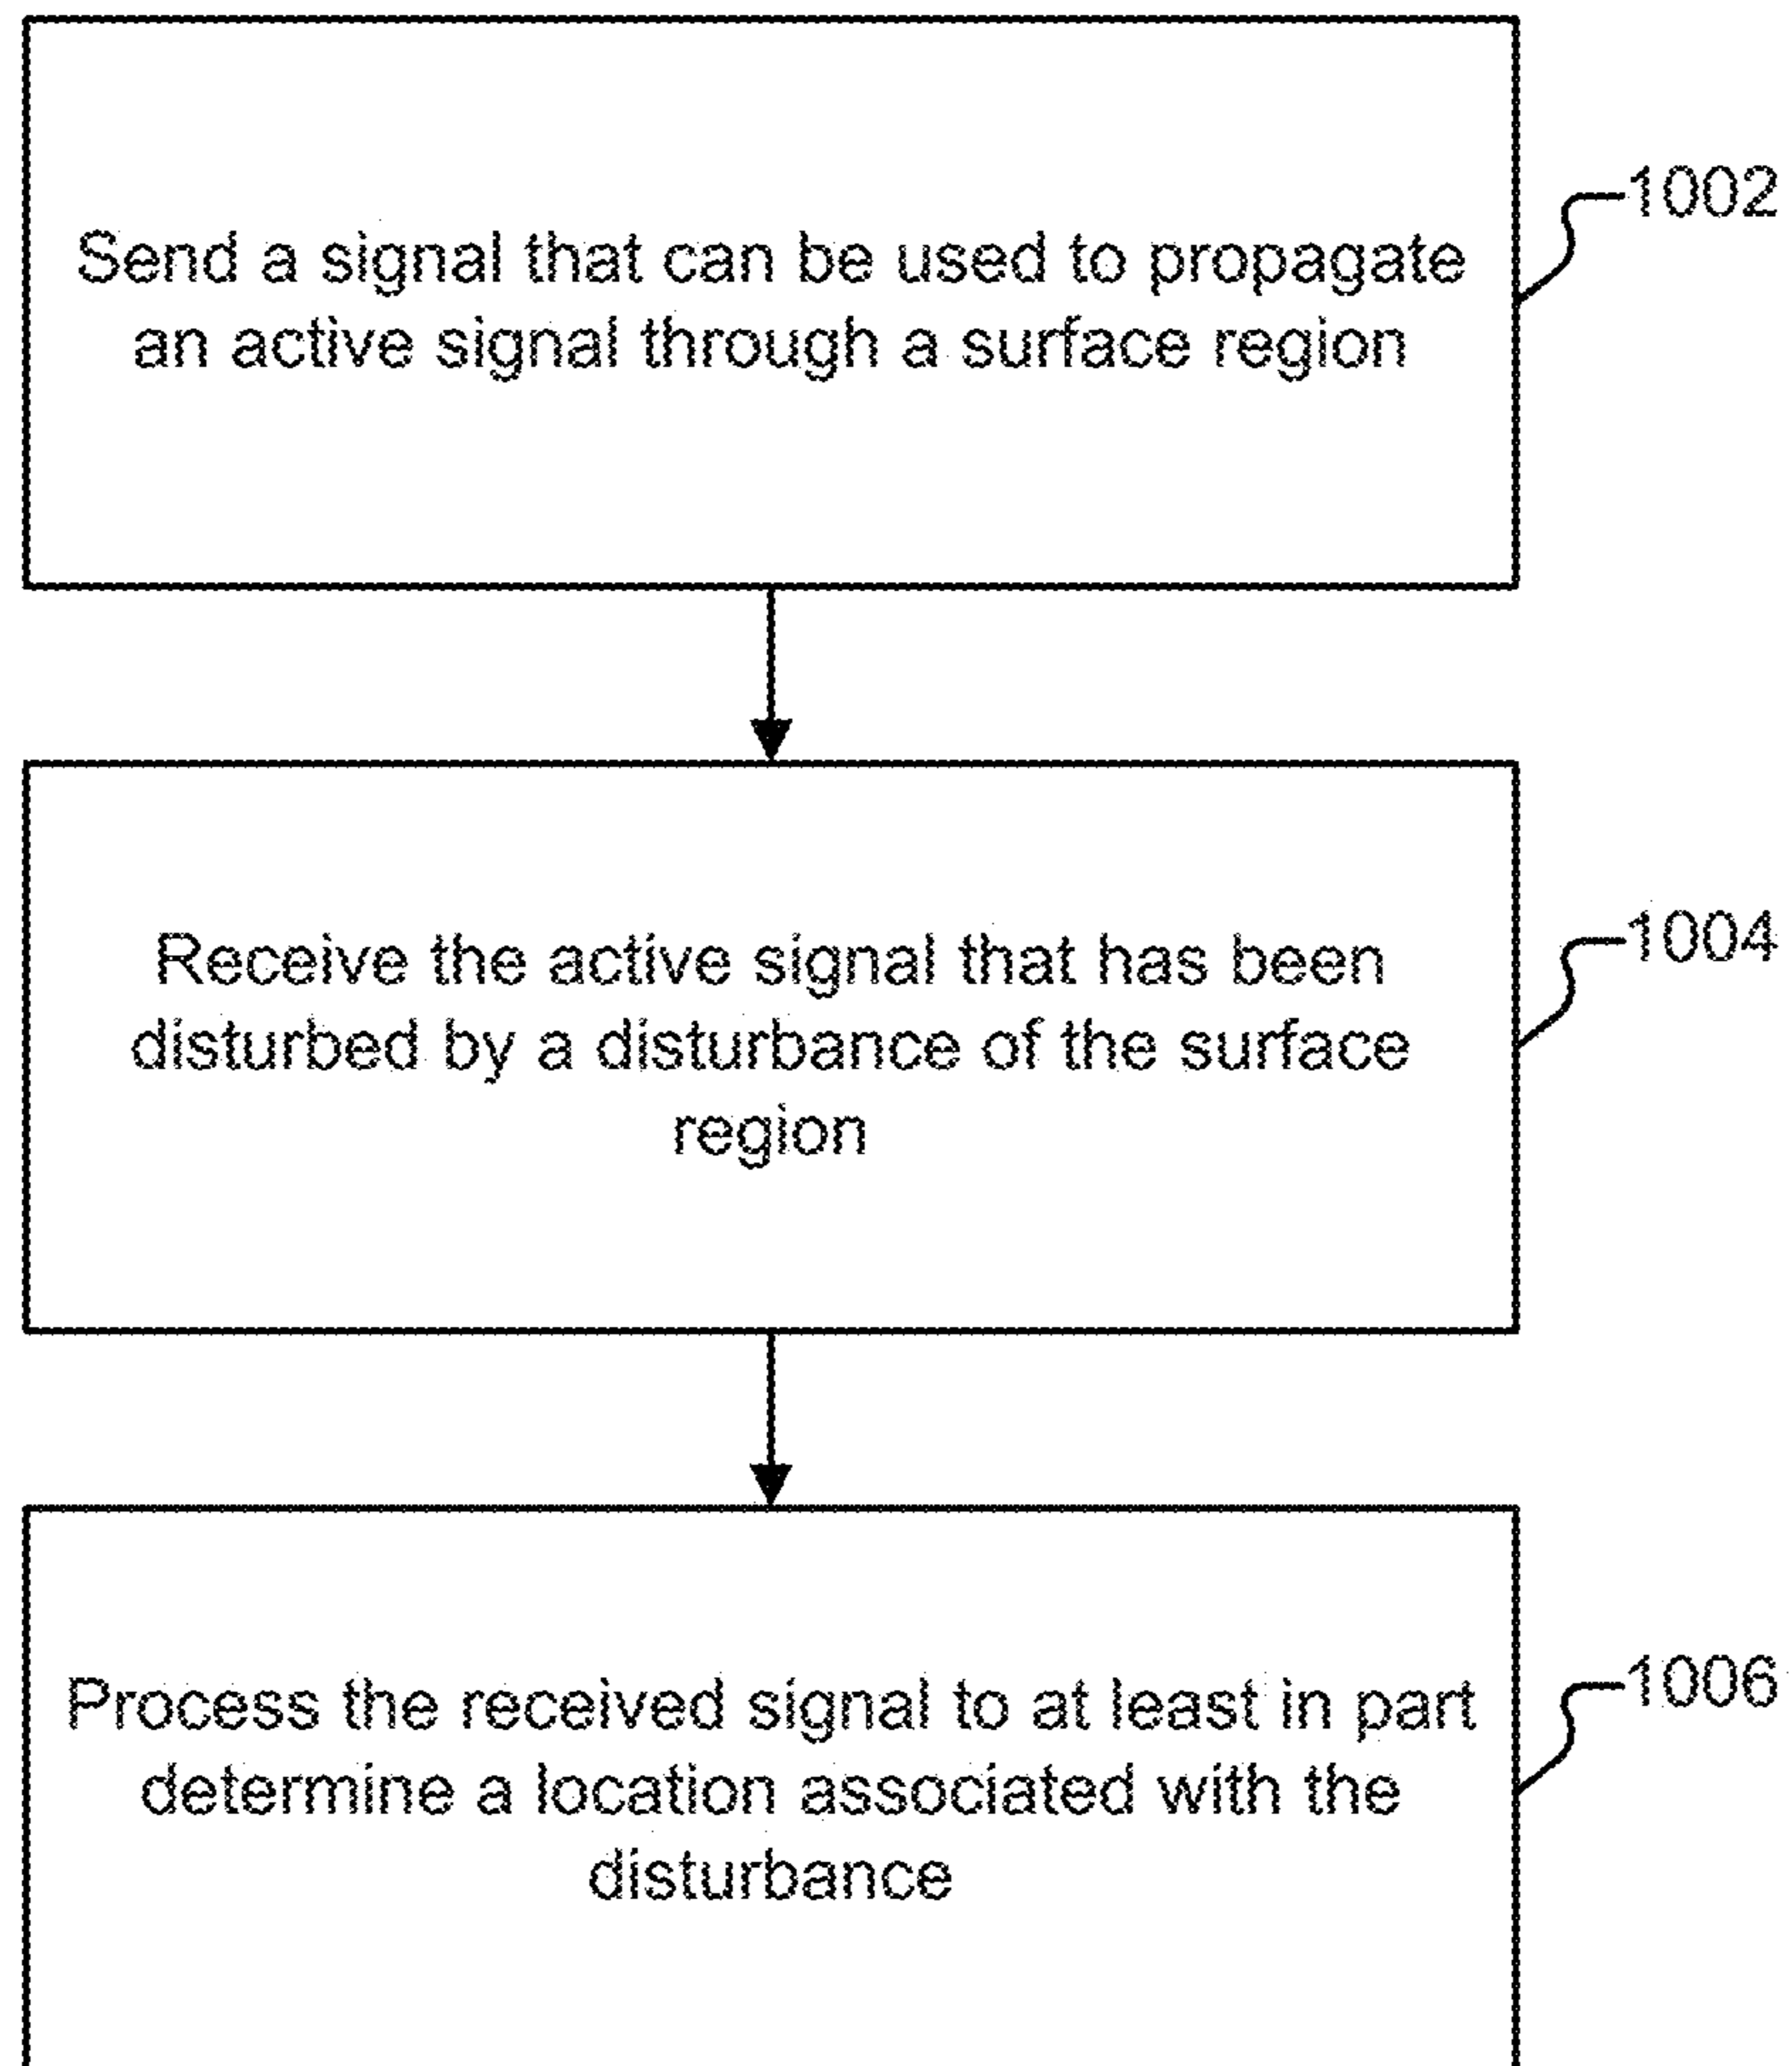 Send a signal that can be used to propagate
an active signal through a surface region
1002
Receive the active signal that has been
disturbed by a disturbance of the surface
region
1004
Process the received signal to at least in part
determine a location associated with the
disturbance
1006